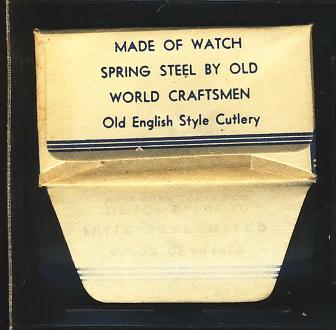 MADE OF WATCH
SPRING STEEL BY OLD
WORLD CRAFTSMEN
Old English Style Cutlery